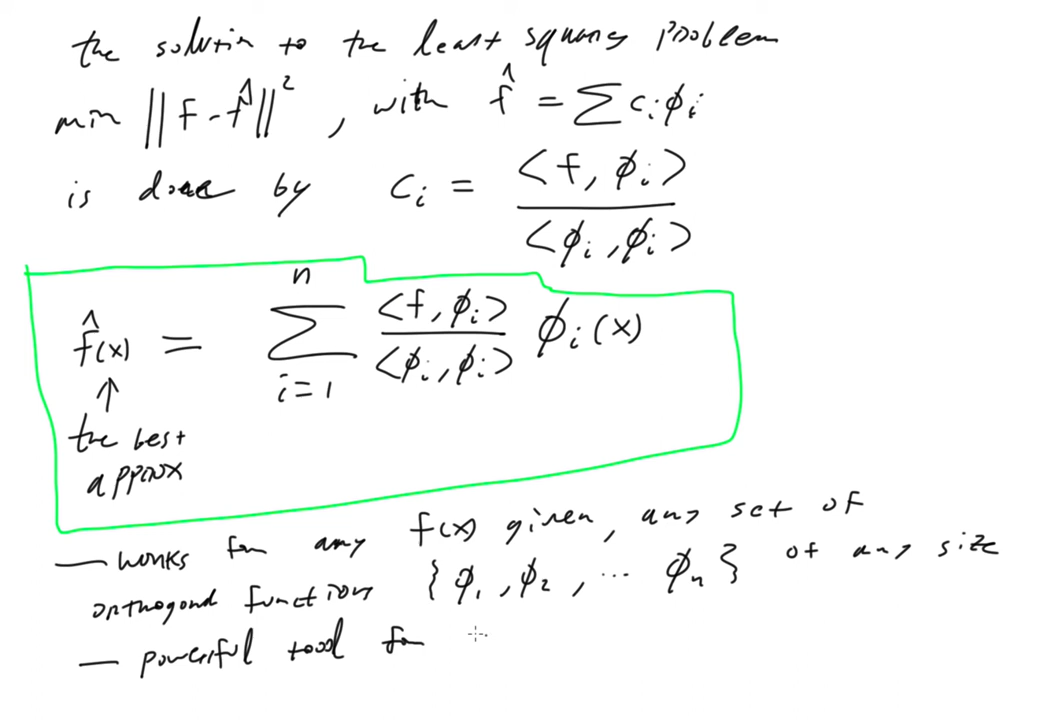 the solution to the least squares problem
min ||f - f̂||², with f̂ = Σ cᵢϕᵢ
is done by cᵢ = <f, ϕᵢ> / <ϕᵢ, ϕᵢ>
f̂(x) = Σᵢ₌₁ⁿ <f, ϕᵢ> / <ϕᵢ, ϕᵢ> ϕᵢ(x)
↑
the best
approx
— works for any f(x) given, any set of
orthogonal functions {ϕ₁, ϕ₂, ... ϕₙ} of any size
— powerful tool for